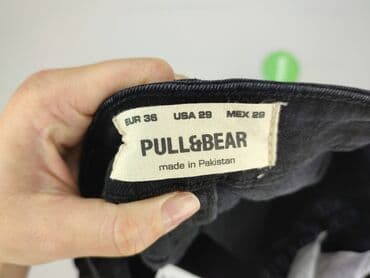 EUR 36 USA 29 MEX 29
PULL&BEAR
made in Pakistan